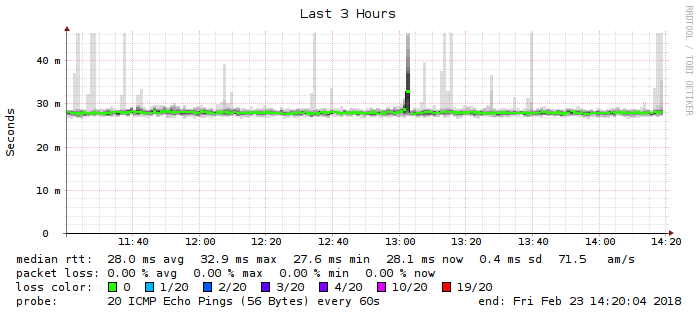 Last 3 Hours
RRDTOOL / TOBI OETIKER
Seconds
40 m
30 m
20 m
10 m
0
11:40 12:00 12:20 12:40 13:00 13:20 13:40 14:00 14:20
median rtt: 28.0 ms avg 32.9 ms max 27.6 ms min 28.1 ms now 0.4 ms sd 71.5 am/s
packet loss: 0.00 % avg 0.00 % max 0.00 % min 0.00 % now
loss color: 0 1/20 2/20 3/20 4/20 10/20 19/20
probe: 20 ICMP Echo Pings (56 Bytes) every 60s end: Fri Feb 23 14:20:04 2018